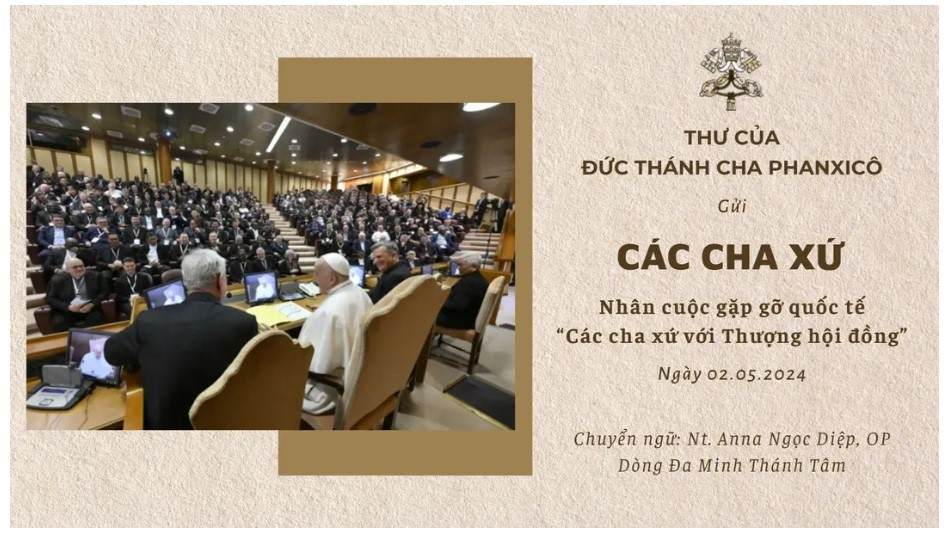 THƯ CỦA
ĐỨC THÁNH CHA PHANXICÔ
Gửi
CÁC CHA XỨ
Nhân cuộc gặp gỡ quốc tế
“Các cha xứ với Thượng hội đồng”
Ngày 02.05.2024
Chuyển ngữ: Nt. Anna Ngọc Diệp, OP
Dòng Đa Minh Thánh Tâm